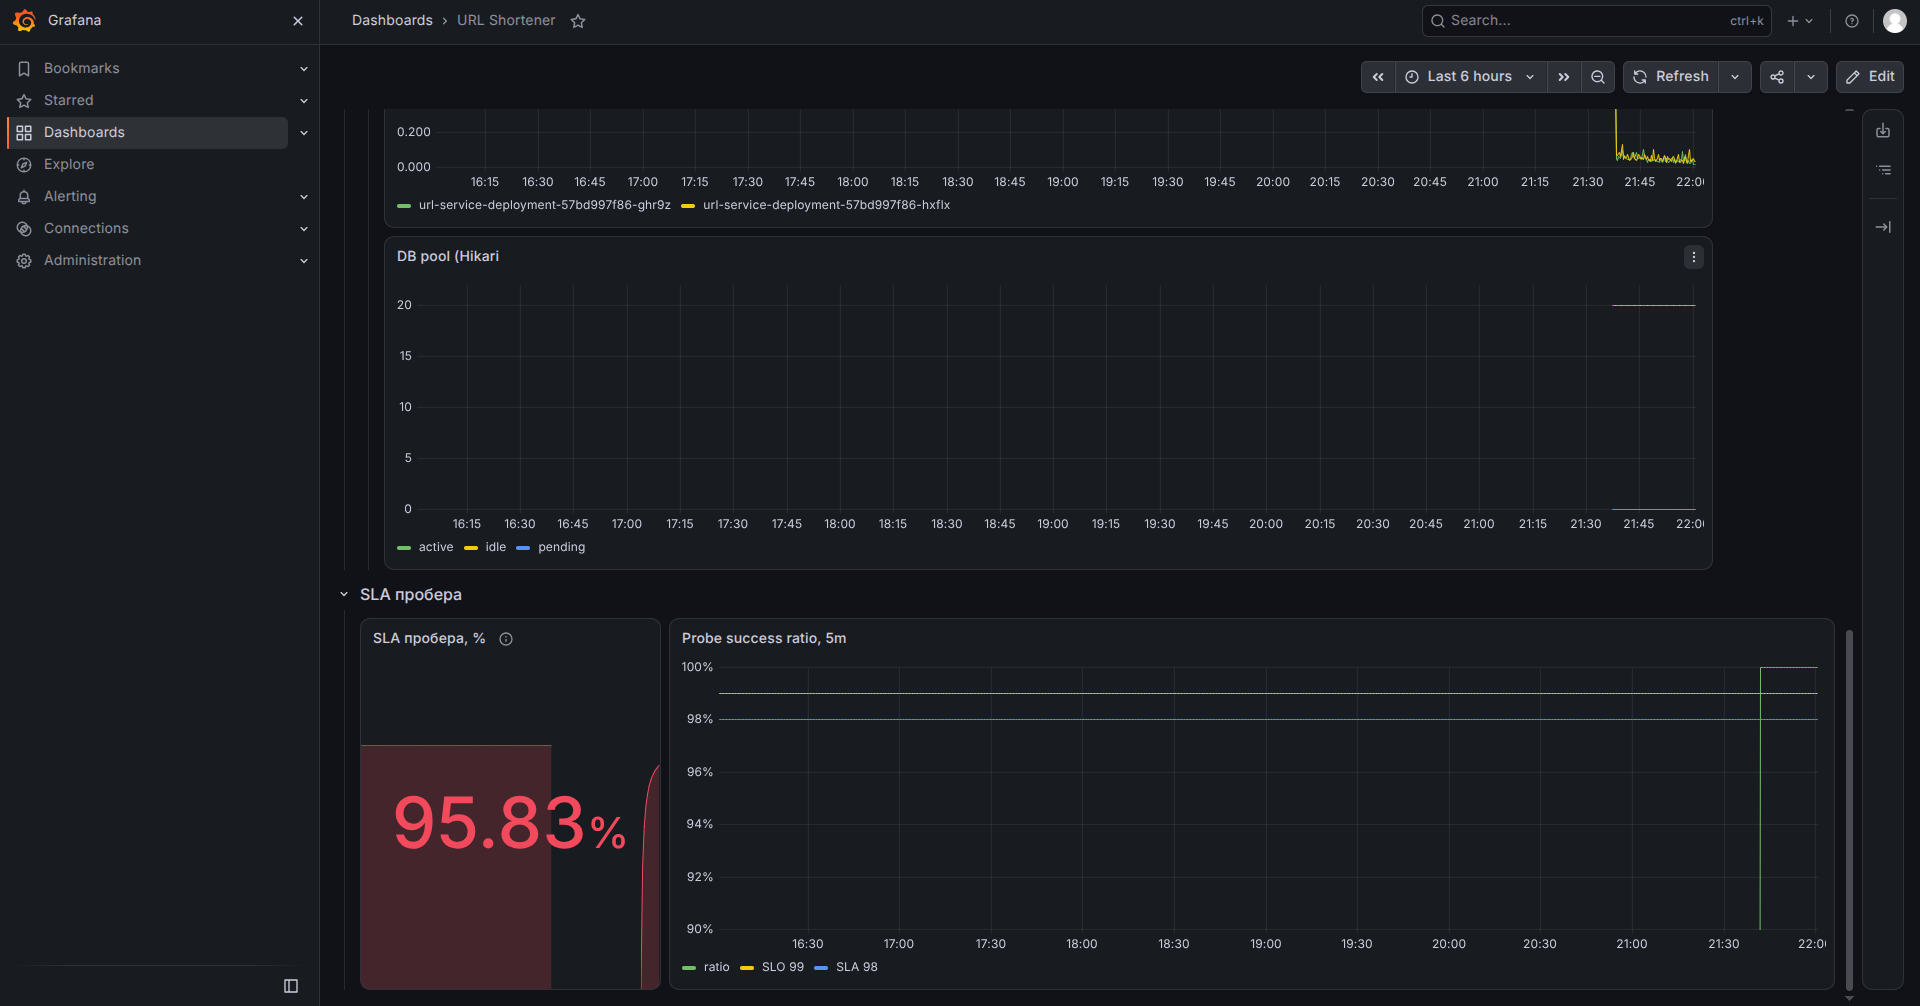 Grafana
Dashboards › URL Shortener
Search...
ctrl+k
Bookmarks
Starred
Dashboards
Explore
Alerting
Connections
Administration
Last 6 hours
Refresh
Edit
0.200
0.000
16:15 16:30 16:45 17:00 17:15 17:30 17:45 18:00 18:15 18:30 18:45 19:00 19:15 19:30 19:45 20:00 20:15 20:30 20:45 21:00 21:15 21:30 21:45 22:00
url-service-deployment-57bd997f86-ghr9z url-service-deployment-57bd997f86-hxflx
DB pool (Hikari
20
15
10
5
0
16:15 16:30 16:45 17:00 17:15 17:30 17:45 18:00 18:15 18:30 18:45 19:00 19:15 19:30 19:45 20:00 20:15 20:30 20:45 21:00 21:15 21:30 21:45 22:00
active idle pending
SLA пробера
SLA пробера, %
95.83%
Probe success ratio, 5m
100%
98%
96%
94%
92%
90%
16:30 17:00 17:30 18:00 18:30 19:00 19:30 20:00 20:30 21:00 21:30 22:00
ratio SLO 99 SLA 98